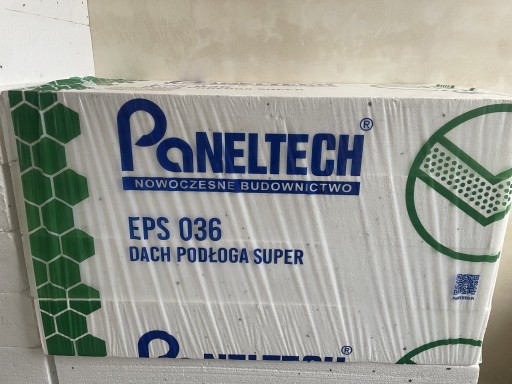 PaNELTECH®
NOWOCZESNE BUDOWNICTWO
EPS 036
DACH PODŁOGA SUPER
PaNELTECH®